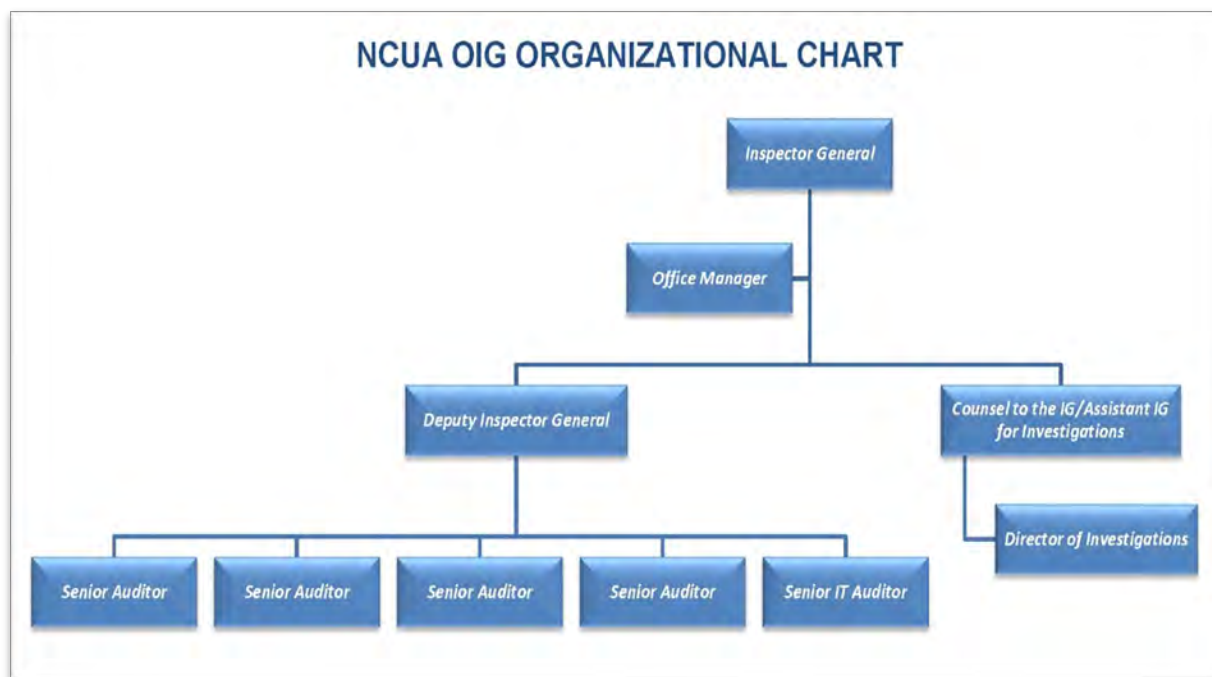 NCUA OIG ORGANIZATIONAL CHART
Inspector General
Office Manager
Deputy Inspector General
Counsel to the IG/Assistant IG
for Investigations
Director of Investigations
Senior Auditor
Senior Auditor
Senior Auditor
Senior Auditor
Senior IT Auditor